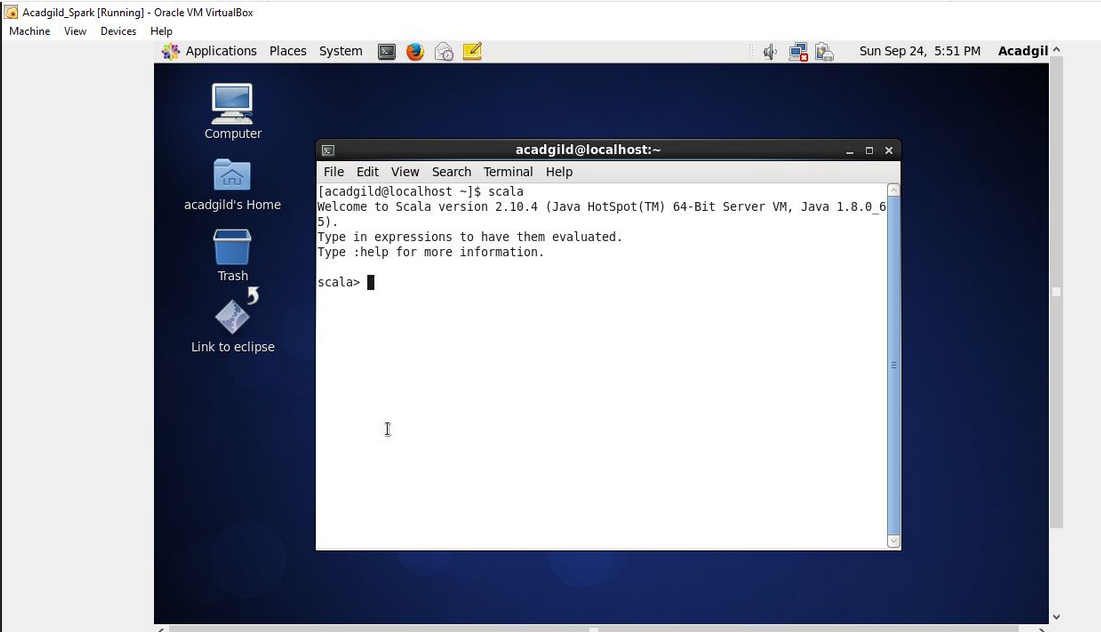 Acadgild_Spark [Running] - Oracle VM VirtualBox
Machine View Devices Help
Applications Places System Sun Sep 24, 5:51 PM Acadgil
Computer
acadgild's Home
Trash
Link to eclipse
acadgild@localhost:~
File Edit View Search Terminal Help
[acadgild@localhost ~]$ scala
Welcome to Scala version 2.10.4 (Java HotSpot(TM) 64-Bit Server VM, Java 1.8.0_6
5).
Type in expressions to have them evaluated.
Type :help for more information.
scala>